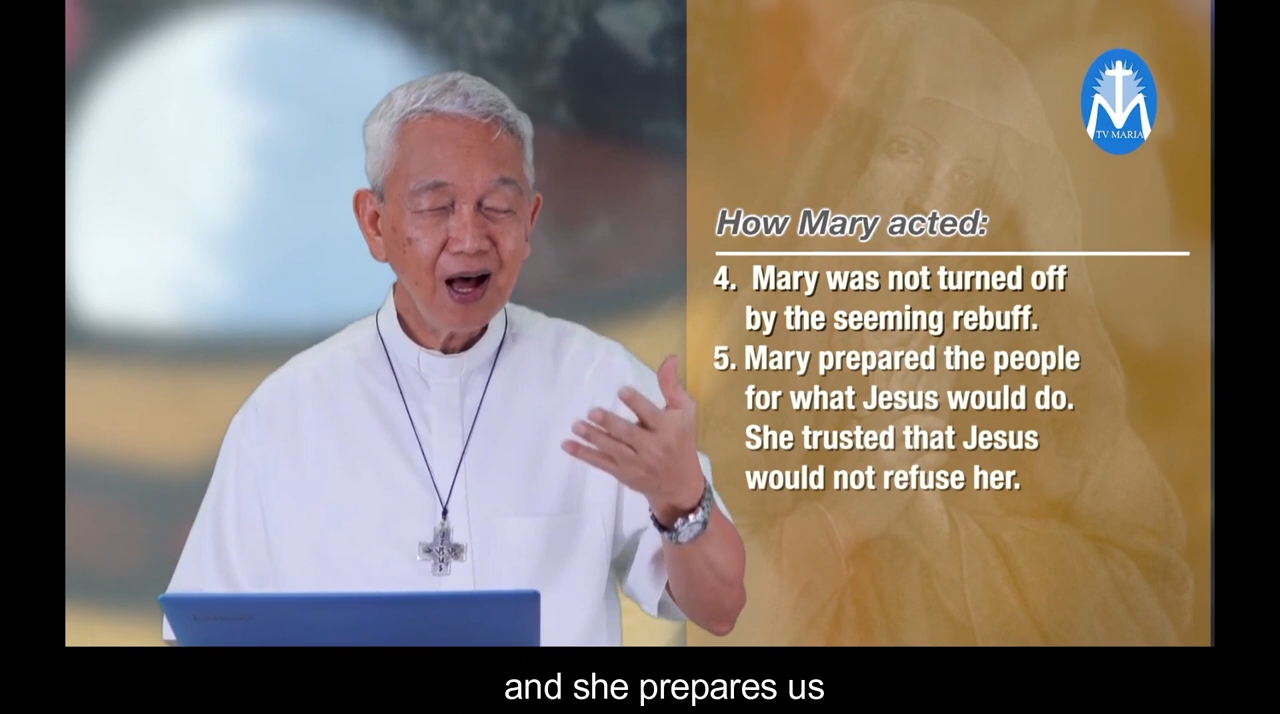 TV MARIA
How Mary acted:
4. Mary was not turned off
by the seeming rebuff.
5. Mary prepared the people
for what Jesus would do.
She trusted that Jesus
would not refuse her.
and she prepares us